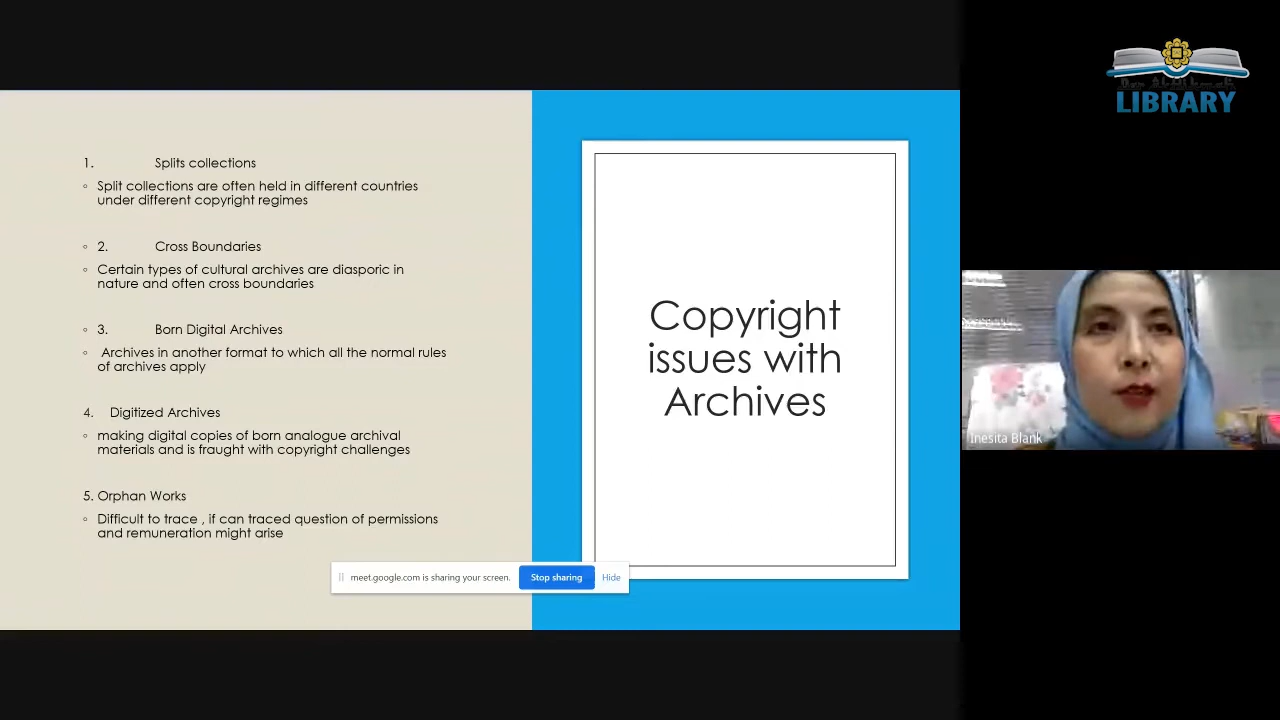 1. Splits collections
◦ Split collections are often held in different countries
under different copyright regimes
◦ 2. Cross Boundaries
◦ Certain types of cultural archives are diasporic in
nature and often cross boundaries
◦ 3. Born Digital Archives
◦ Archives in another format to which all the normal rules
of archives apply
4. Digitized Archives
◦ making digital copies of born analogue archival
materials and is fraught with copyright challenges
5. Orphan Works
◦ Difficult to trace , if can traced question of permissions
and remuneration might arise
Copyright
issues with
Archives
meet.google.com is sharing your screen. Stop sharing Hide
LIBRARY
Inesita Blank